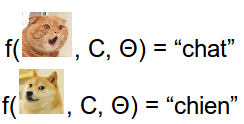 f( , C, Θ) = “chat”
f( , C, Θ) = “chien”